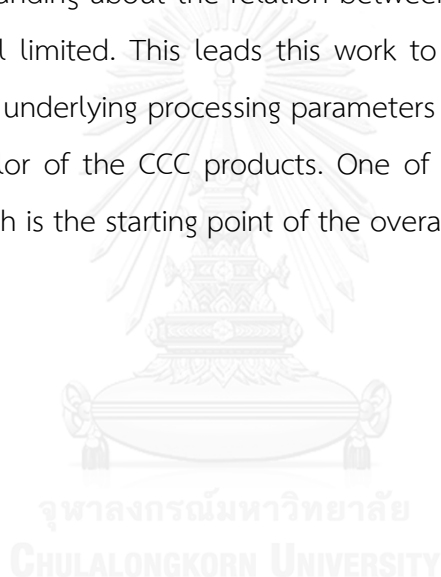 anding about the relation between
l limited. This leads this work to
underlying processing parameters
lor of the CCC products. One of
h is the starting point of the overa
จุฬาลงกรณ์มหาวิทยาลัย
CHULALONGKORN UNIVERSITY